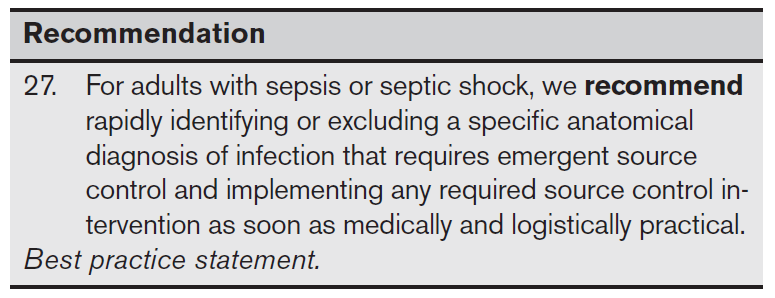 Recommendation
27. For adults with sepsis or septic shock, we recommend
rapidly identifying or excluding a specific anatomical
diagnosis of infection that requires emergent source
control and implementing any required source control in-
tervention as soon as medically and logistically practical.
Best practice statement.